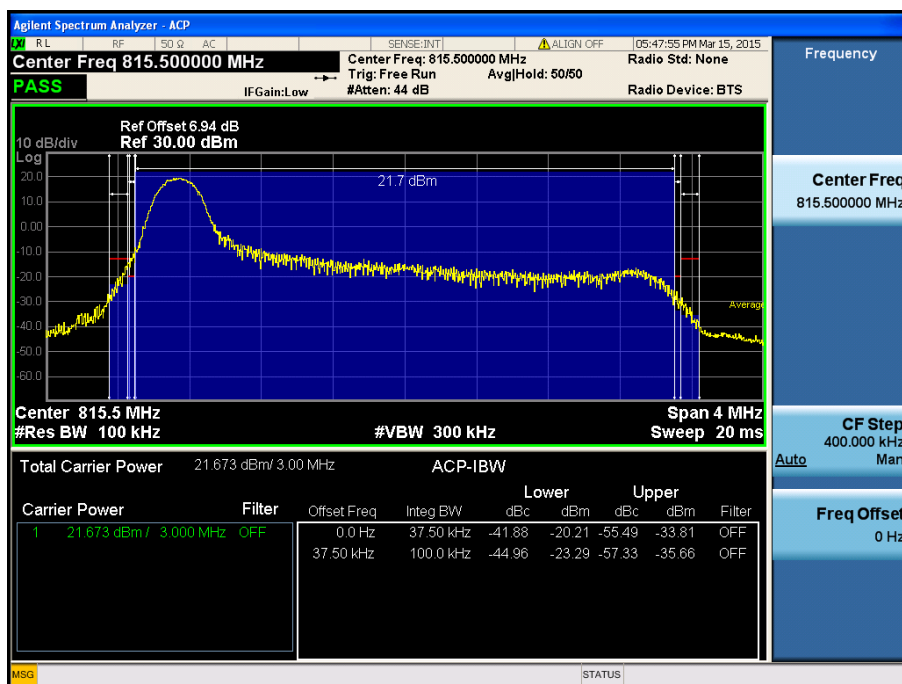 Agilent Spectrum Analyzer - ACP
LXI RL RF 50 Ω AC SENSE:INT ALIGN OFF 05:47:55 PM Mar 15, 2015
Center Freq 815.500000 MHz
Center Freq: 815.500000 MHz
Radio Std: None
Trig: Free Run
Avg|Hold: 50/50
PASS
IFGain:Low
#Atten: 44 dB
Radio Device: BTS
Ref Offset 6.94 dB
10 dB/div
Ref 30.00 dBm
Log
21.7 dBm
20.0
10.0
0.00
-10.0
-20.0
-30.0
-40.0
-50.0
-60.0
Average
Center 815.5 MHz
Span 4 MHz
#Res BW 100 kHz
#VBW 300 kHz
Sweep 20 ms
Total Carrier Power 21.673 dBm/ 3.00 MHz
ACP-IBW
Lower Upper
Carrier Power Filter
Offset Freq Integ BW dBc dBm dBc dBm Filter
1 21.673 dBm / 3.000 MHz OFF
0.0 Hz 37.50 kHz -41.88 -20.21 -55.49 -33.81 OFF
37.50 kHz 100.0 kHz -44.96 -23.29 -57.33 -35.66 OFF
MSG
STATUS
Frequency
Center Freq
815.500000 MHz
CF Step
400.000 kHz
Auto Man
Freq Offset
0 Hz